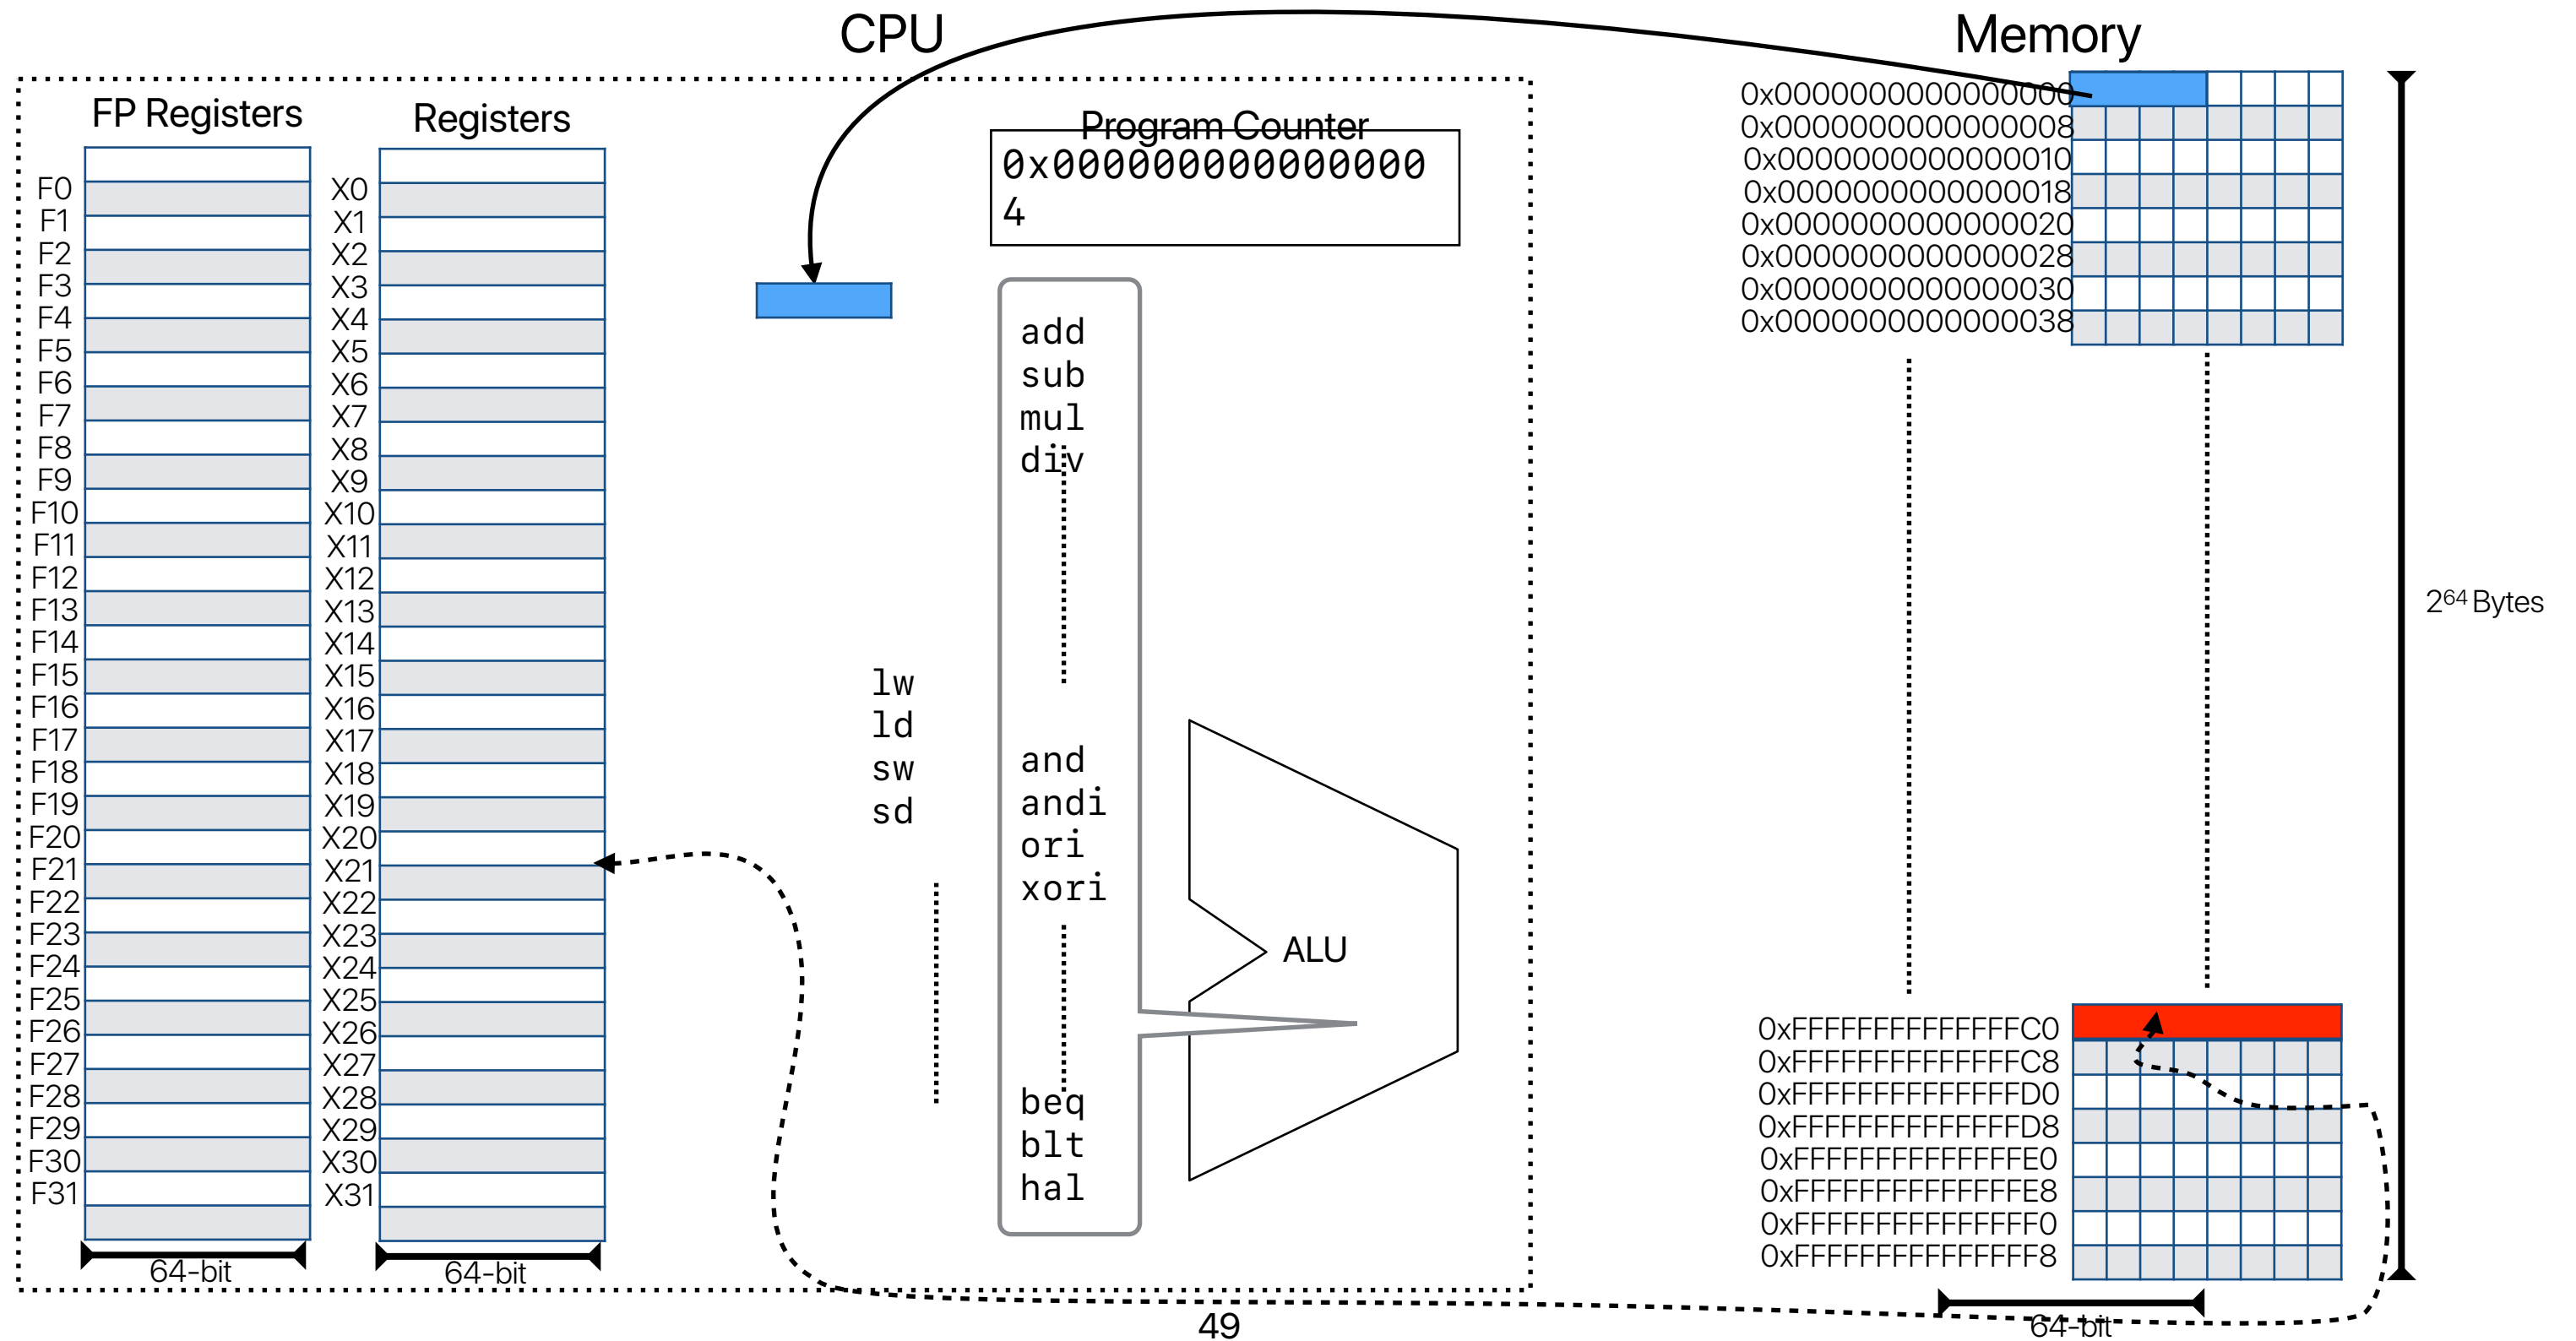 CPU
Memory
FP Registers
Registers
Program Counter
0x000000000000000
4
F0
F1
F2
F3
F4
F5
F6
F7
F8
F9
F10
F11
F12
F13
F14
F15
F16
F17
F18
F19
F20
F21
F22
F23
F24
F25
F26
F27
F28
F29
F30
F31
64-bit
X0
X1
X2
X3
X4
X5
X6
X7
X8
X9
X10
X11
X12
X13
X14
X15
X16
X17
X18
X19
X20
X21
X22
X23
X24
X25
X26
X27
X28
X29
X30
X31
64-bit
lw
ld
sw
sd
add
sub
mul
div
and
andi
ori
xori
beq
blt
hal
ALU
0x0000000000000000
0x0000000000000008
0x0000000000000010
0x0000000000000018
0x0000000000000020
0x0000000000000028
0x0000000000000030
0x0000000000000038
2⁶⁴ Bytes
0xFFFFFFFFFFFFFFC0
0xFFFFFFFFFFFFFFC8
0xFFFFFFFFFFFFFFD0
0xFFFFFFFFFFFFFFD8
0xFFFFFFFFFFFFFFE0
0xFFFFFFFFFFFFFFE8
0xFFFFFFFFFFFFFFF0
0xFFFFFFFFFFFFFFF8
64-bit
49